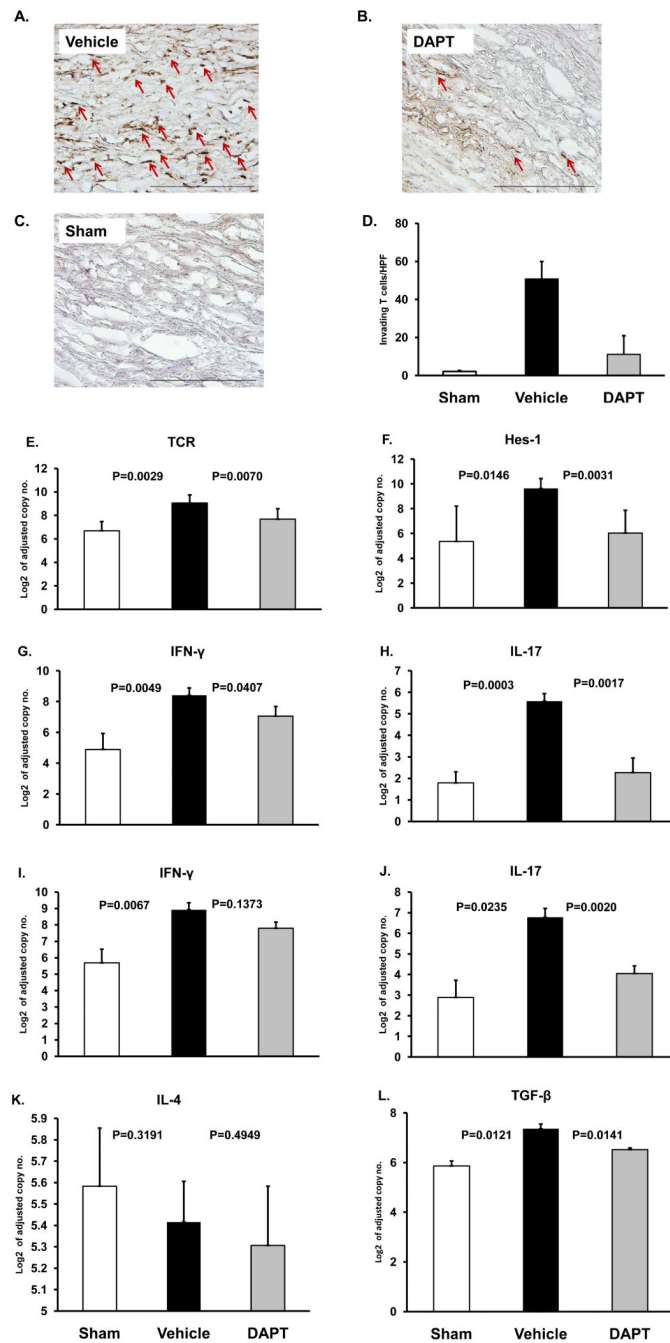 A.
B.
Vehicle
DAPT
C.
D.
Sham
Invading T cells/HPF
80
60
40
20
0
Sham Vehicle DAPT
E.
TCR
F.
Hes-1
Log2 of adjusted copy no.
12
10
8
6
4
2
0
P=0.0029 P=0.0070
Log2 of adjusted copy no.
12
10
8
6
4
2
0
P=0.0146 P=0.0031
G.
IFN-γ
H.
IL-17
Log2 of adjusted copy no.
10
8
6
4
2
0
P=0.0049 P=0.0407
Log2 of adjusted copy no.
7
6
5
4
3
2
1
0
P=0.0003 P=0.0017
I.
IFN-γ
J.
IL-17
Log2 of adjusted copy no.
10
9
8
7
6
5
4
3
2
1
0
P=0.0067 P=0.1373
Log2 of adjusted copy no.
8
7
6
5
4
3
2
1
0
P=0.0235 P=0.0020
K.
IL-4
L.
TGF-β
Log2 of adjusted copy no.
5.9
5.8
5.7
5.6
5.5
5.4
5.3
5.2
5.1
5
P=0.3191 P=0.4949
Sham Vehicle DAPT
Log2 of adjusted copy no.
8
6
4
2
0
P=0.0121 P=0.0141
Sham Vehicle DAPT